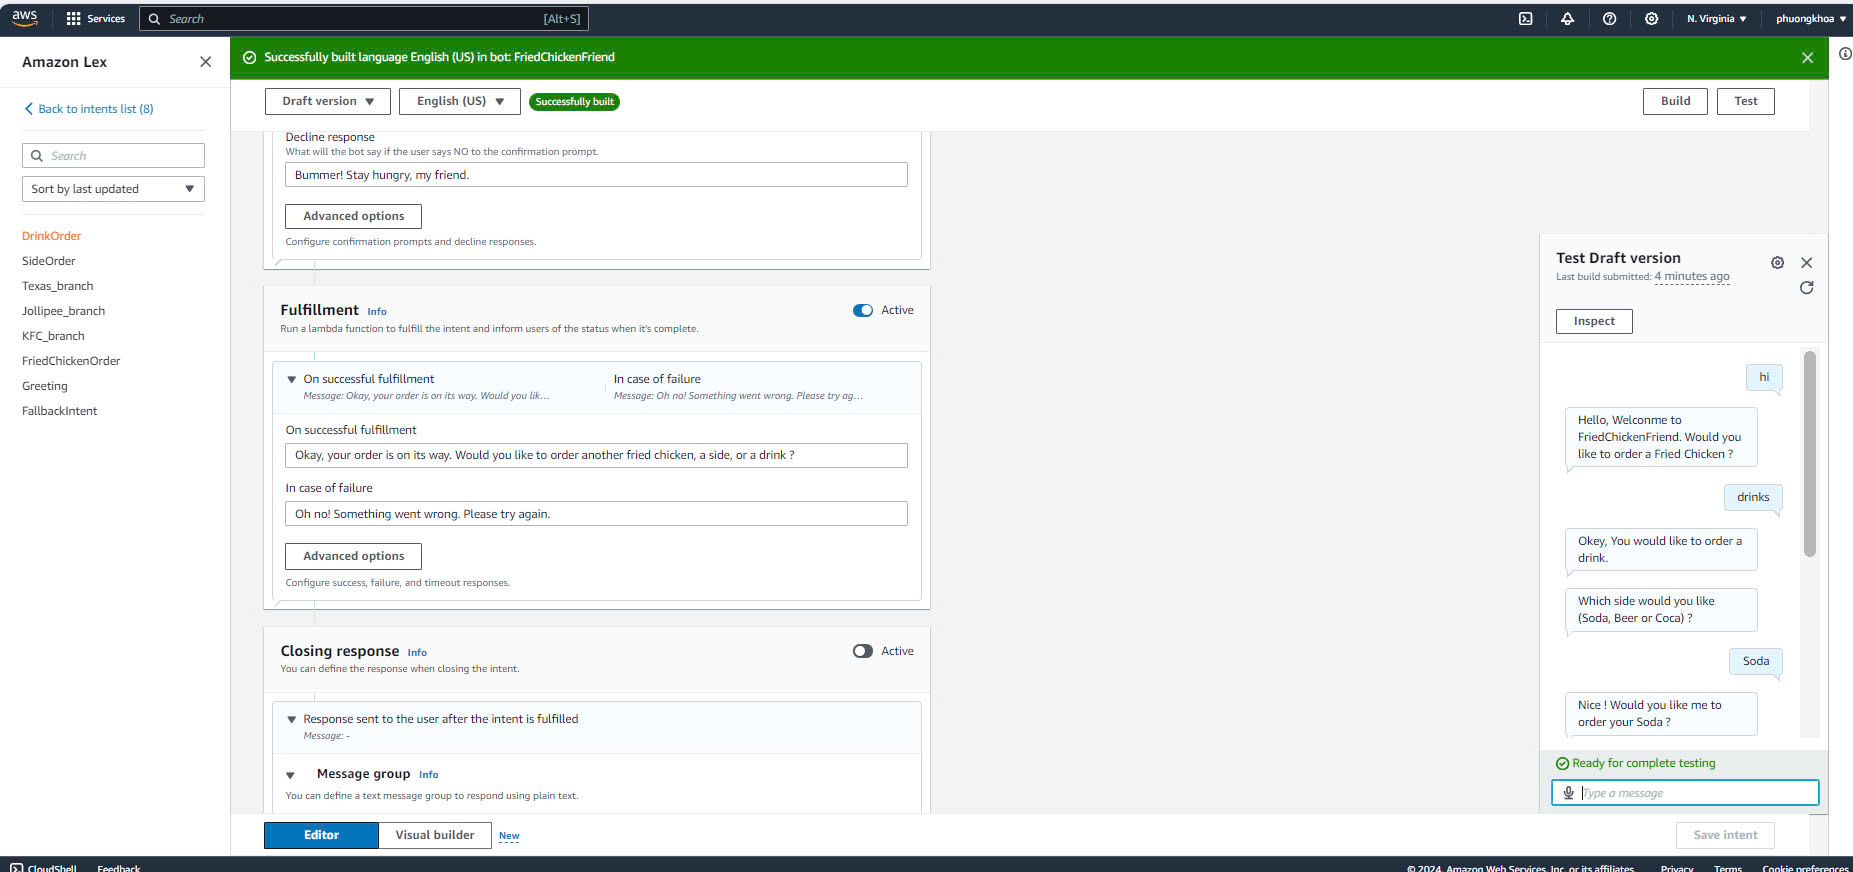 aws
Services
Search
[Alt+S]
N. Virginia
phuongkhoa
Amazon Lex
Successfully built language English (US) in bot: FriedChickenFriend
Back to intents list (8)
Search
Sort by last updated
DrinkOrder
SideOrder
Texas_branch
Jollipee_branch
KFC_branch
FriedChickenOrder
Greeting
FallbackIntent
Draft version
English (US)
Successfully built
Build
Test
Decline response
What will the bot say if the user says NO to the confirmation prompt.
Bummer! Stay hungry, my friend.
Advanced options
Configure confirmation prompts and decline responses.
Fulfillment Info
Active
Run a lambda function to fulfill the intent and inform users of the status when it's complete.
On successful fulfillment
Message: Okay, your order is on its way. Would you lik...
In case of failure
Message: Oh no! Something went wrong. Please try ag...
On successful fulfillment
Okay, your order is on its way. Would you like to order another fried chicken, a side, or a drink ?
In case of failure
Oh no! Something went wrong. Please try again.
Advanced options
Configure success, failure, and timeout responses.
Closing response Info
Active
You can define the response when closing the intent.
Response sent to the user after the intent is fulfilled
Message: -
Message group Info
You can define a text message group to respond using plain text.
Editor
Visual builder
New
Save intent
Test Draft version
Last build submitted: 4 minutes ago
Inspect
hi
Hello, Welconme to
FriedChickenFriend. Would you
like to order a Fried Chicken ?
drinks
Okey, You would like to order a
drink.
Which side would you like
(Soda, Beer or Coca) ?
Soda
Nice ! Would you like me to
order your Soda ?
Ready for complete testing
Type a message
CloudShell
Feedback
© 2024, Amazon Web Services, Inc. or its affiliates.
Privacy
Terms
Cookie preferences